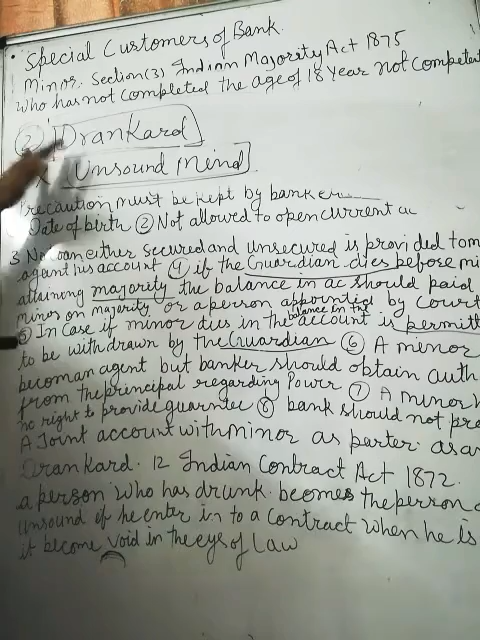 • Special Customers of Bank.
Minor. Section(3) Indian Majority Act 1875
Who has not completed the age of 18 Year not Competent
② Drankard
Unsound Mind
Precaution must be kept by banker
Date of birth ② Not allowed to open current ac
3 No loan either secured and unsecured is provided to m
agent his account ④ if the Guardian dies before mi
attaining majority the balance in ac should paid
minor on majority or a person appointed by court
⑤ In Case if minor dies in the balance in the account is permitt
to be withdrawn by the Guardian ⑥ A minor
becom an agent but banker should obtain auth
from the principal regarding Power ⑦ A minor h
no right to provide guarntee ⑧ bank should not pre
A Joint account with minor as parter. as a
Drankard. 12 Indian Contract Act 1872.
a person who has drunk becomes the person
unsound if he enter in to a Contract when he is
it become void in the eyes of Law